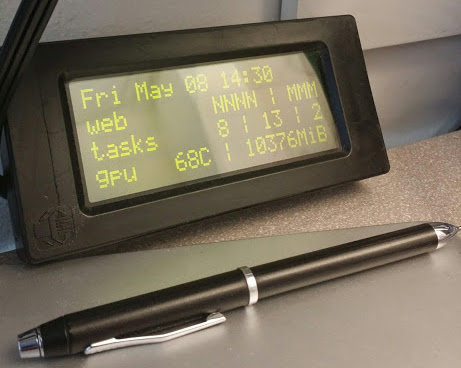 Fri May 08 14:30
web NNNN | MMM
tasks 8 | 13 | 2
gpu 68C | 10376MiB